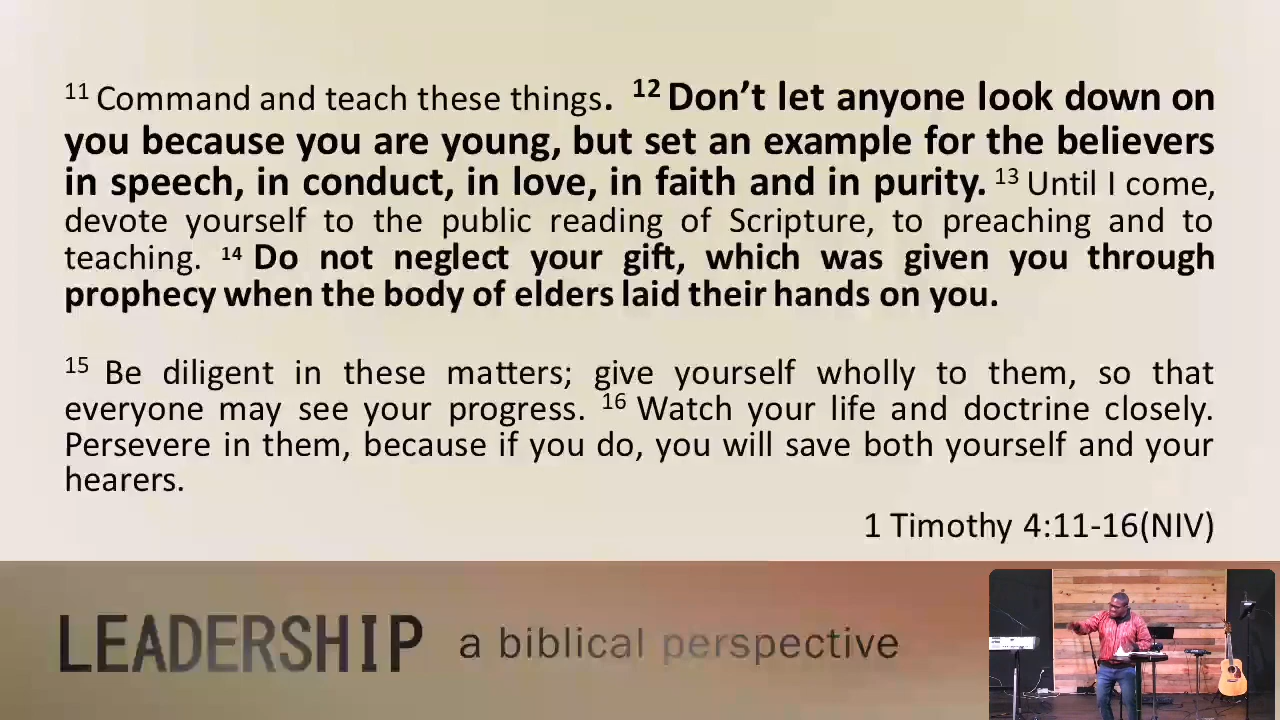 11 Command and teach these things. 12 Don’t let anyone look down on
you because you are young, but set an example for the believers
in speech, in conduct, in love, in faith and in purity. 13 Until I come,
devote yourself to the public reading of Scripture, to preaching and to
teaching. 14 Do not neglect your gift, which was given you through
prophecy when the body of elders laid their hands on you.
15 Be diligent in these matters; give yourself wholly to them, so that
everyone may see your progress. 16 Watch your life and doctrine closely.
Persevere in them, because if you do, you will save both yourself and your
hearers.
1 Timothy 4:11-16(NIV)
LEADERSHIP a biblical perspective